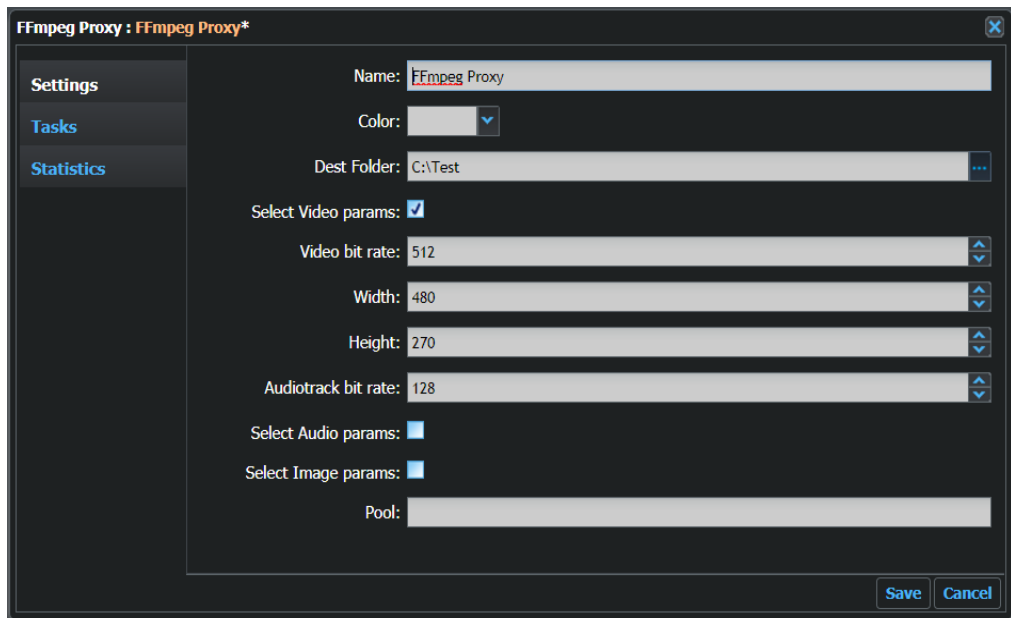 FFmpeg Proxy : FFmpeg Proxy*
Settings
Tasks
Statistics
Name: FFmpeg Proxy
Color:
Dest Folder: C:\Test
...
Select Video params:
Video bit rate: 512
Width: 480
Height: 270
Audiotrack bit rate: 128
Select Audio params:
Select Image params:
Pool:
Save Cancel